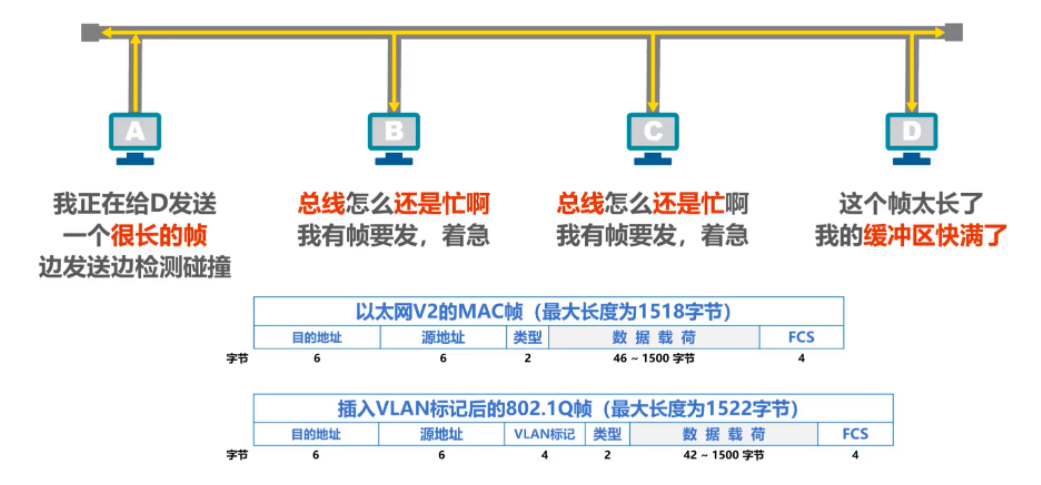 A B C D
我正在给D发送
一个很长的帧
边发送边检测碰撞
总线怎么还是忙啊
我有帧要发，着急
总线怎么还是忙啊
我有帧要发，着急
这个帧太长了
我的缓冲区快满了
以太网V2的MAC帧（最大长度为1518字节）
目的地址 源地址 类型 数 据 载 荷 FCS
字节 6 6 2 46 ~ 1500 字节 4
插入VLAN标记后的802.1Q帧（最大长度为1522字节）
目的地址 源地址 VLAN标记 类型 数 据 载 荷 FCS
字节 6 6 4 2 42 ~ 1500 字节 4